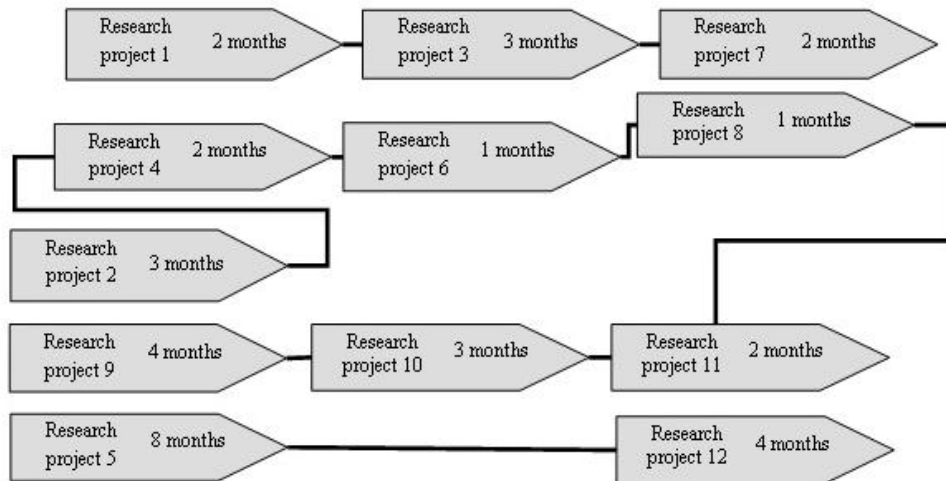 Research
project 1
2 months
Research
project 3
3 months
Research
project 7
2 months
Research
project 8
1 months
Research
project 4
2 months
Research
project 6
1 months
Research
project 2
3 months
Research
project 9
4 months
Research
project 10
3 months
Research
project 11
2 months
Research
project 5
8 months
Research
project 12
4 months